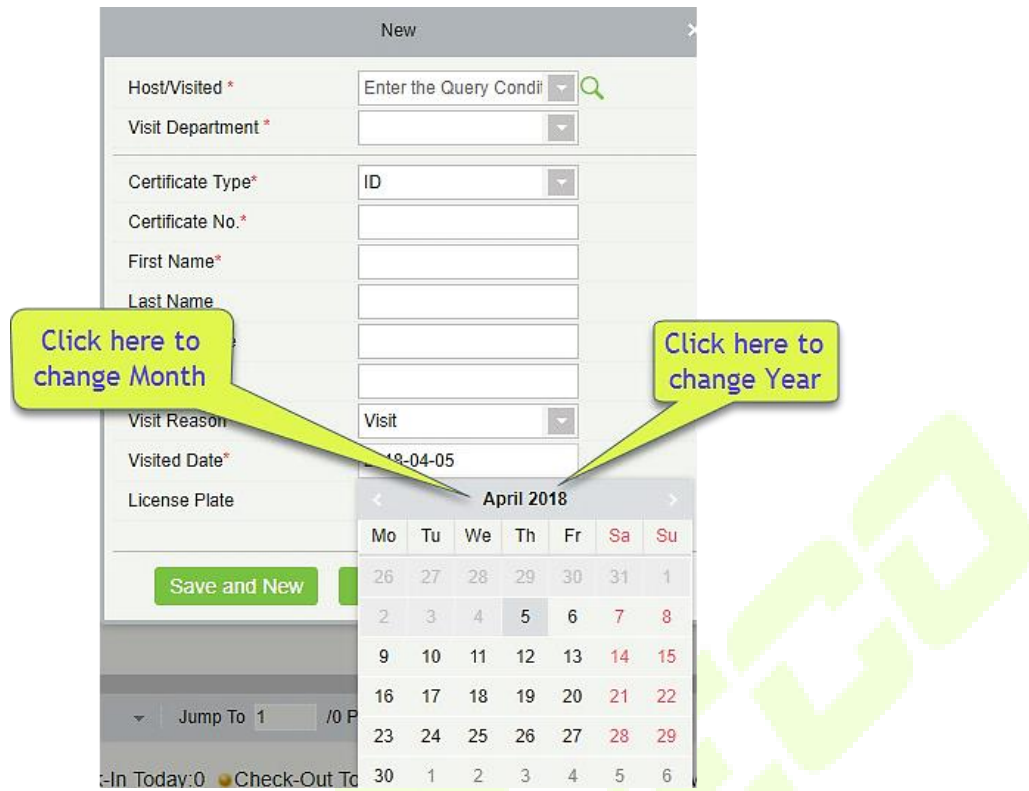 New
Host/Visited *
Enter the Query Condit
Visit Department *
Certificate Type*
ID
Certificate No.*
First Name*
Last Name
Click here to
change Month
Click here to
change Year
Visit Reason
Visit
Visited Date*
-04-05
License Plate
April 2018
Mo Tu We Th Fr Sa Su
26 27 28 29 30 31 1
Save and New
2 3 4 5 6 7 8
9 10 11 12 13 14 15
16 17 18 19 20 21 22
Jump To 1 /0 P
23 24 25 26 27 28 29
-In Today:0 Check-Out To
30 1 2 3 4 5 6